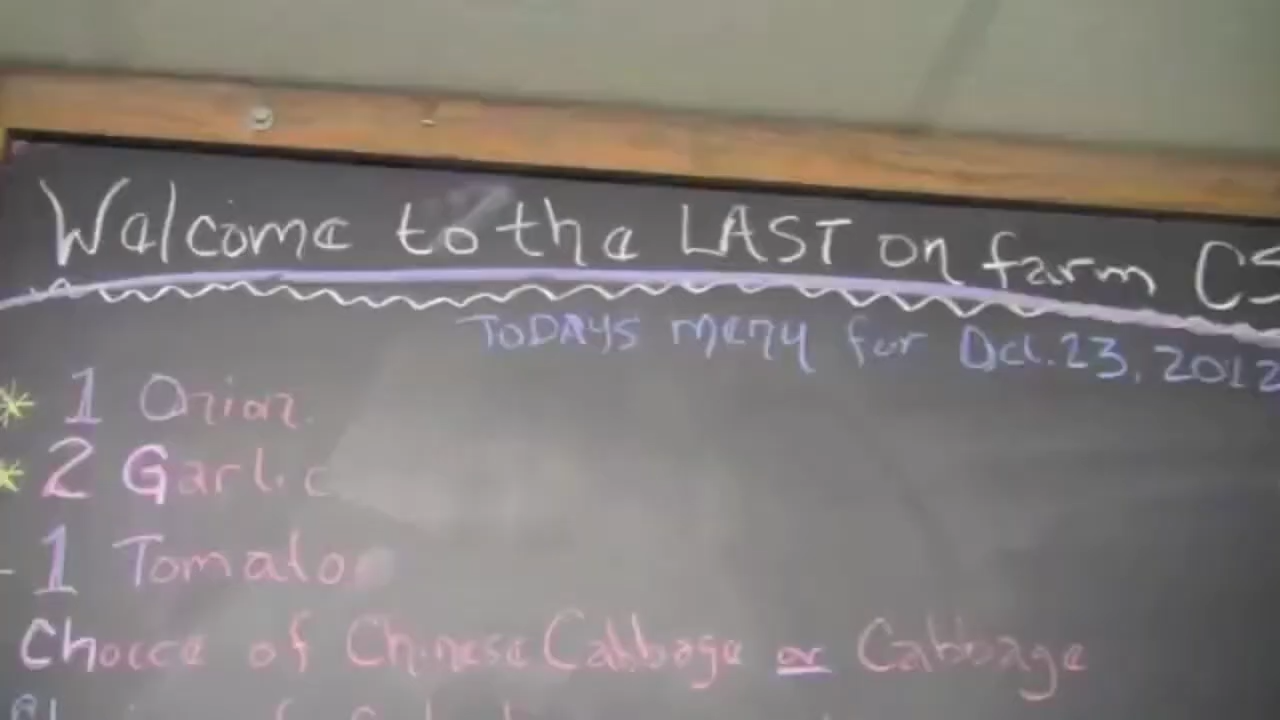 Welcome to the LAST on farm CS
TODAYS menu for Oct. 23, 2012
* 1 Onion
* 2 Garlic
- 1 Tomato
Choice of Chinese Cabbage or Cabbage